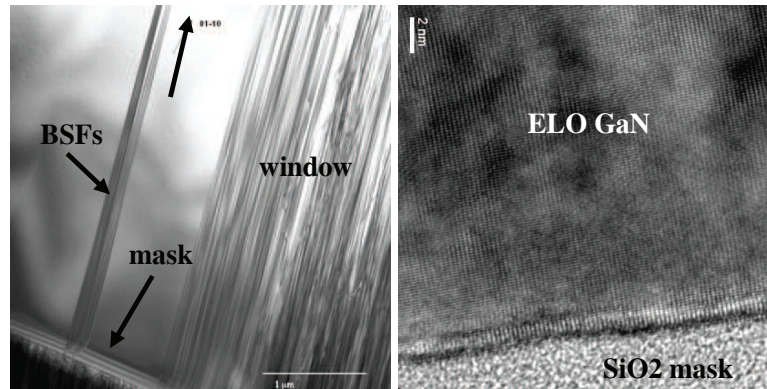 01-10
BSFs
window
mask
1 µm
2 nm
ELO GaN
SiO2 mask